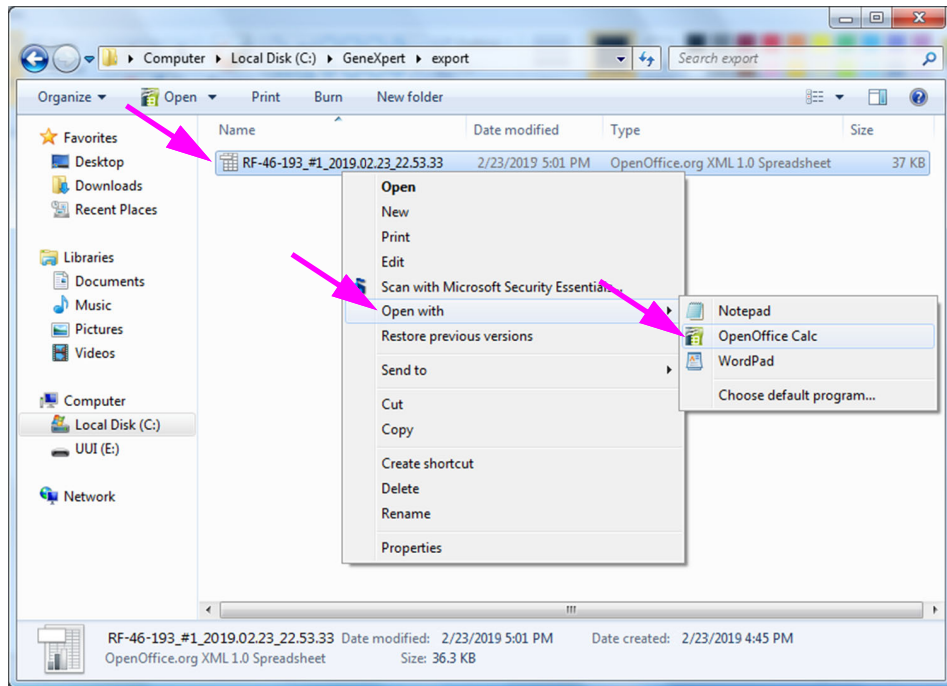 Computer Local Disk (C:) GeneXpert export Search export
Organize Open Print Burn New folder
Name Date modified Type Size
RF-46-193_#1_2019.02.23_22.53.33 2/23/2019 5:01 PM OpenOffice.org XML 1.0 Spreadsheet 37 KB
Favorites
Desktop
Downloads
Recent Places
Libraries
Documents
Music
Pictures
Videos
Computer
Local Disk (C:)
UUI (E:)
Network
Open
New
Print
Edit
Scan with Microsoft Security Essentials...
Open with
Restore previous versions
Send to
Cut
Copy
Create shortcut
Delete
Rename
Properties
Notepad
OpenOffice Calc
WordPad
Choose default program...
RF-46-193_#1_2019.02.23_22.53.33 Date modified: 2/23/2019 5:01 PM Date created: 2/23/2019 4:45 PM
OpenOffice.org XML 1.0 Spreadsheet Size: 36.3 KB